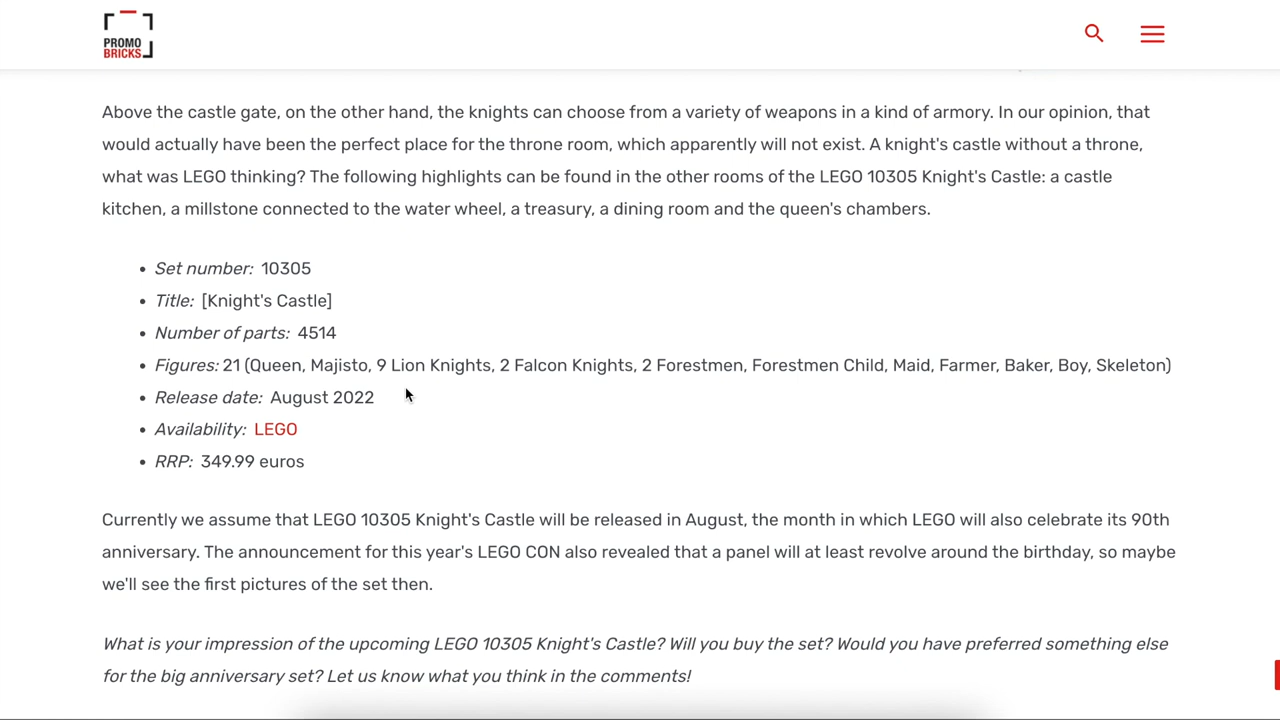 PROMO
BRICKS
Above the castle gate, on the other hand, the knights can choose from a variety of weapons in a kind of armory. In our opinion, that
would actually have been the perfect place for the throne room, which apparently will not exist. A knight's castle without a throne,
what was LEGO thinking? The following highlights can be found in the other rooms of the LEGO 10305 Knight's Castle: a castle
kitchen, a millstone connected to the water wheel, a treasury, a dining room and the queen's chambers.
• Set number: 10305
• Title: [Knight's Castle]
• Number of parts: 4514
• Figures: 21 (Queen, Majisto, 9 Lion Knights, 2 Falcon Knights, 2 Forestmen, Forestmen Child, Maid, Farmer, Baker, Boy, Skeleton)
• Release date: August 2022
• Availability: LEGO
• RRP: 349.99 euros
Currently we assume that LEGO 10305 Knight's Castle will be released in August, the month in which LEGO will also celebrate its 90th
anniversary. The announcement for this year's LEGO CON also revealed that a panel will at least revolve around the birthday, so maybe
we'll see the first pictures of the set then.
What is your impression of the upcoming LEGO 10305 Knight's Castle? Will you buy the set? Would you have preferred something else
for the big anniversary set? Let us know what you think in the comments!